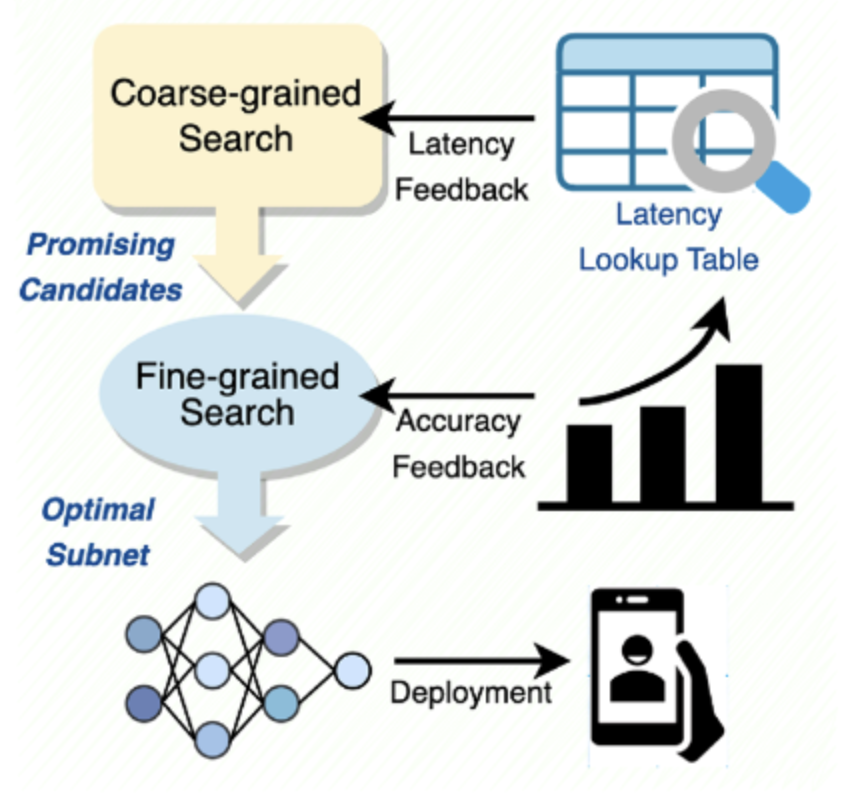 Coarse-grained
Search
Latency
Feedback
Latency
Lookup Table
Promising
Candidates
Fine-grained
Search
Accuracy
Feedback
Optimal
Subnet
Deployment